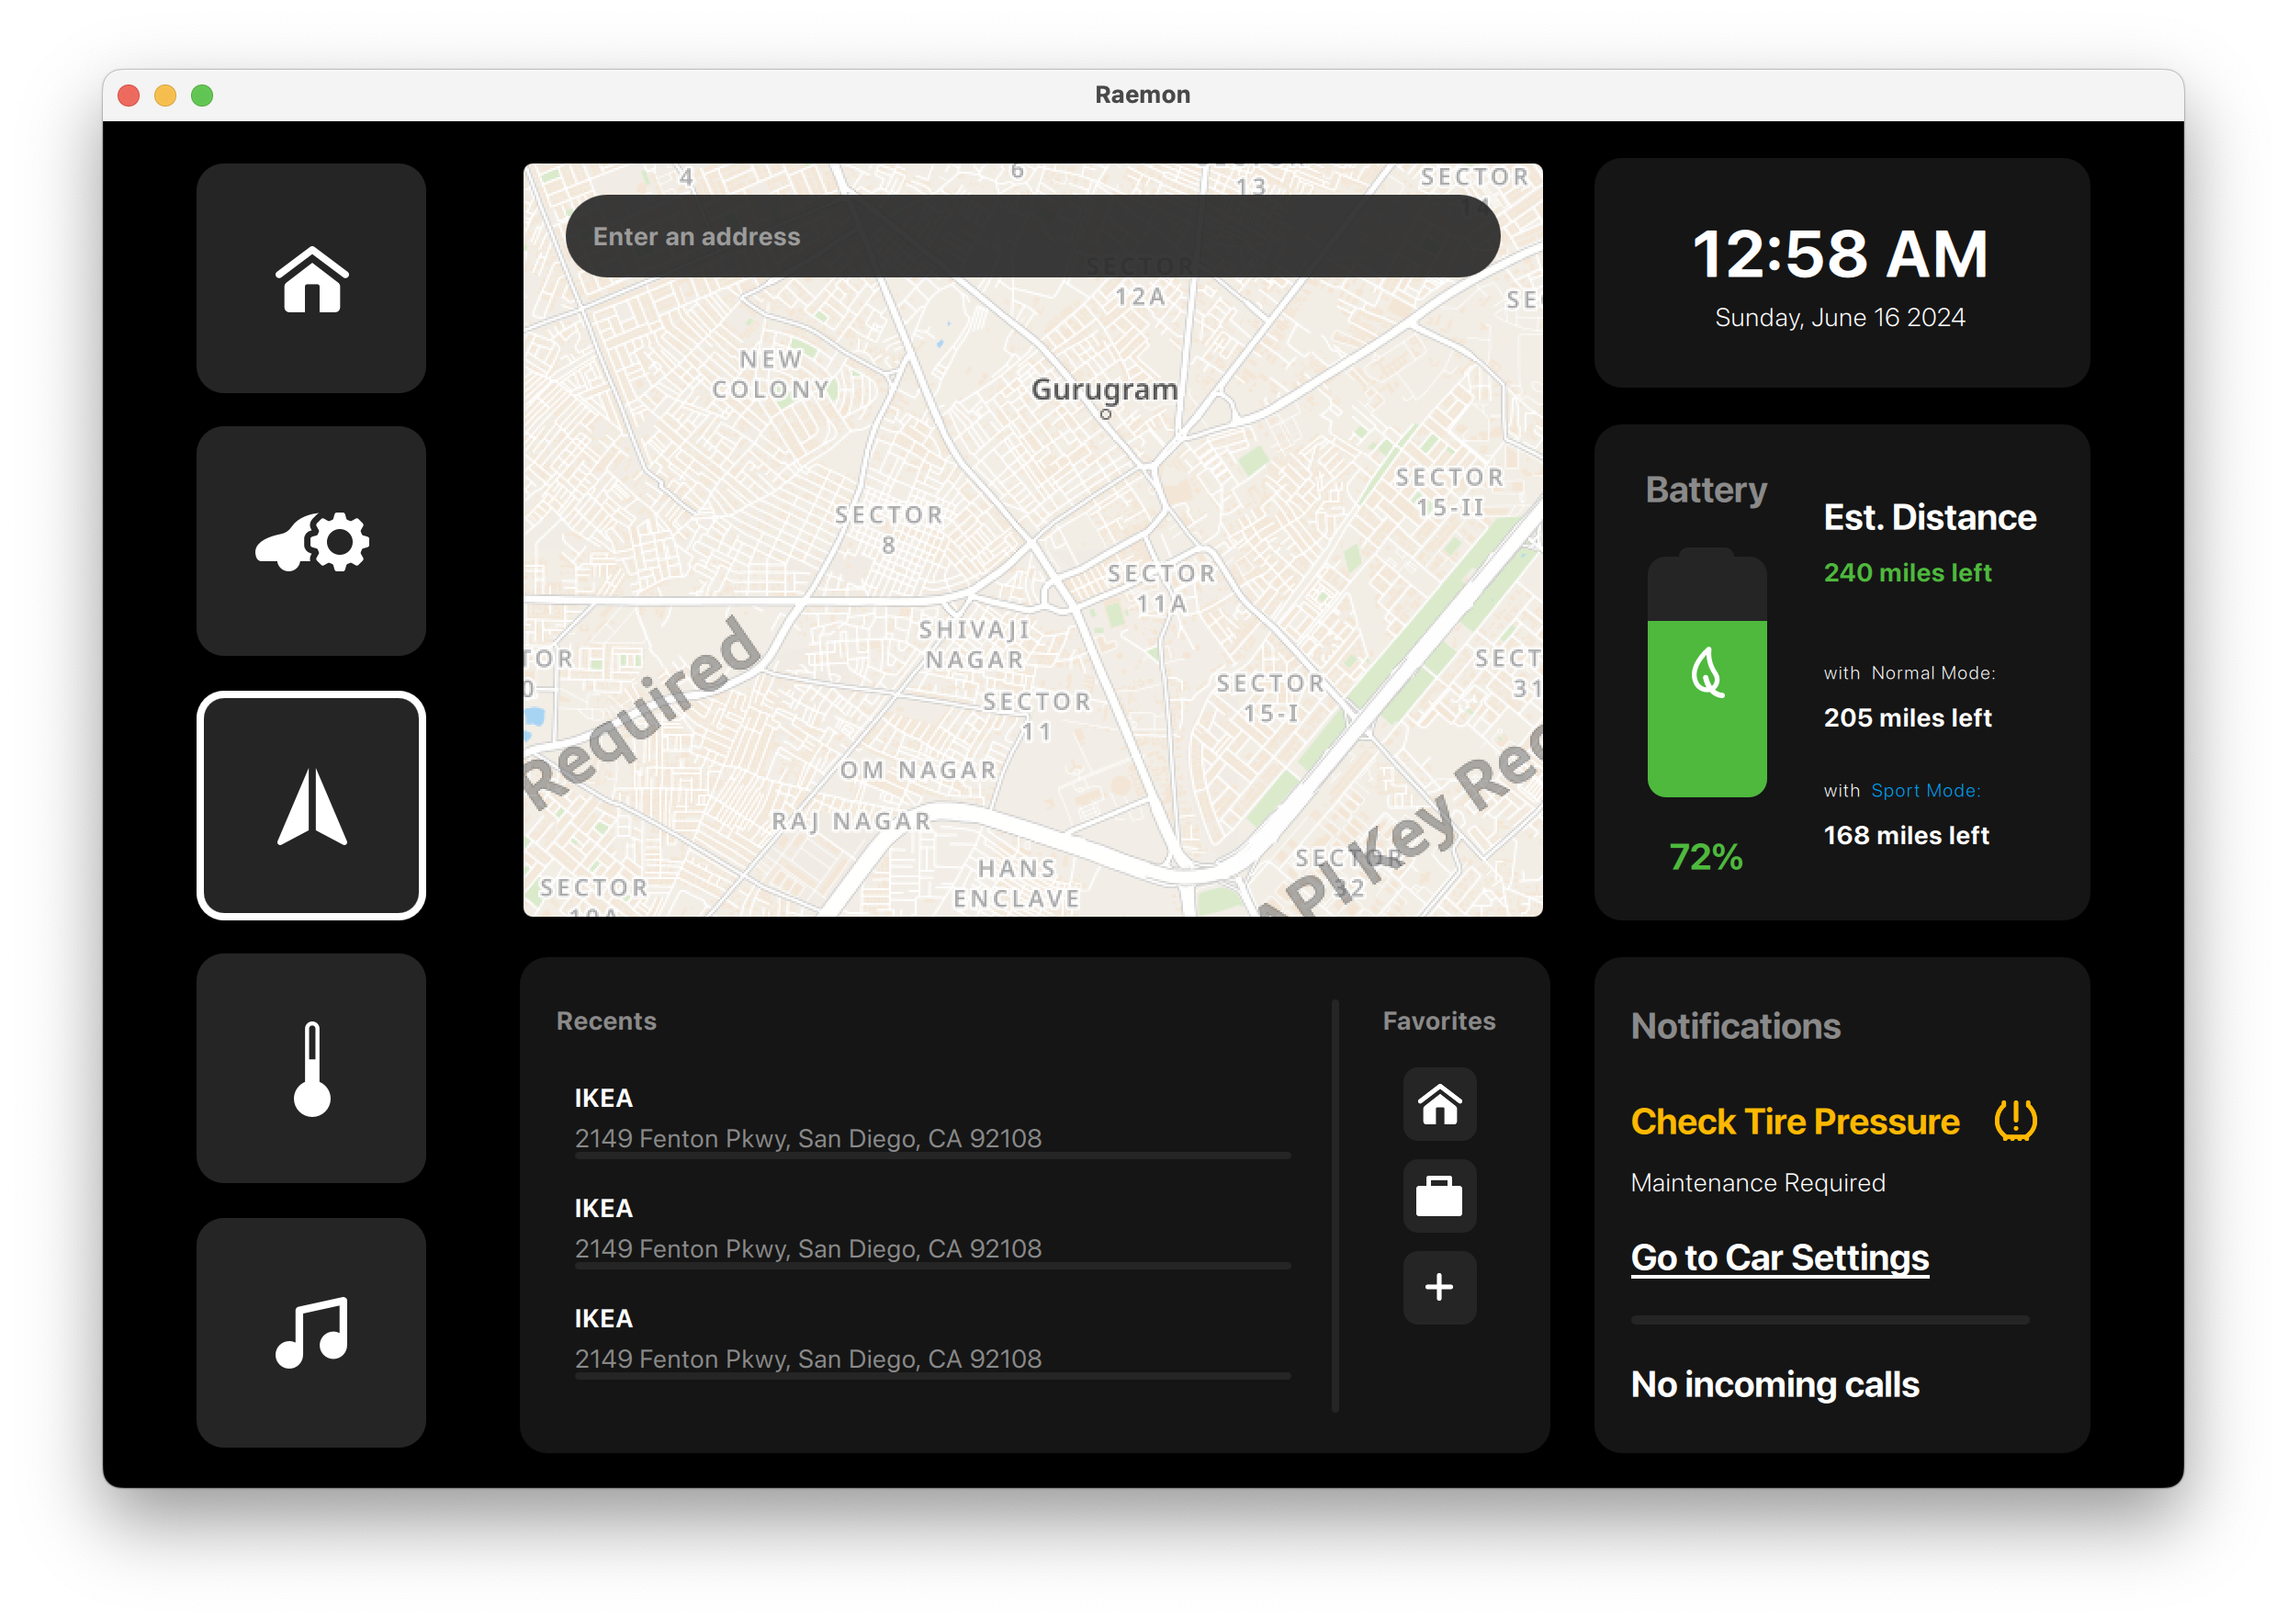 Raemon
4
6
13
SECTOR
Enter an address
SECTOR
12A
NEW
COLONY
Gurugram
SECTOR
15-II
SECTOR
8
SECTOR
11A
SHIVAJI
NAGAR
SECTOR
11
SECTOR
15-I
31
Required
OM NAGAR
RAJ NAGAR
API Key
SECTOR
32
HANS
ENCLAVE
SECTOR
Recents
IKEA
2149 Fenton Pkwy, San Diego, CA 92108
IKEA
2149 Fenton Pkwy, San Diego, CA 92108
IKEA
2149 Fenton Pkwy, San Diego, CA 92108
Favorites
12:58 AM
Sunday, June 16 2024
Battery
72%
Est. Distance
240 miles left
with Normal Mode:
205 miles left
with Sport Mode:
168 miles left
Notifications
Check Tire Pressure
Maintenance Required
Go to Car Settings
No incoming calls